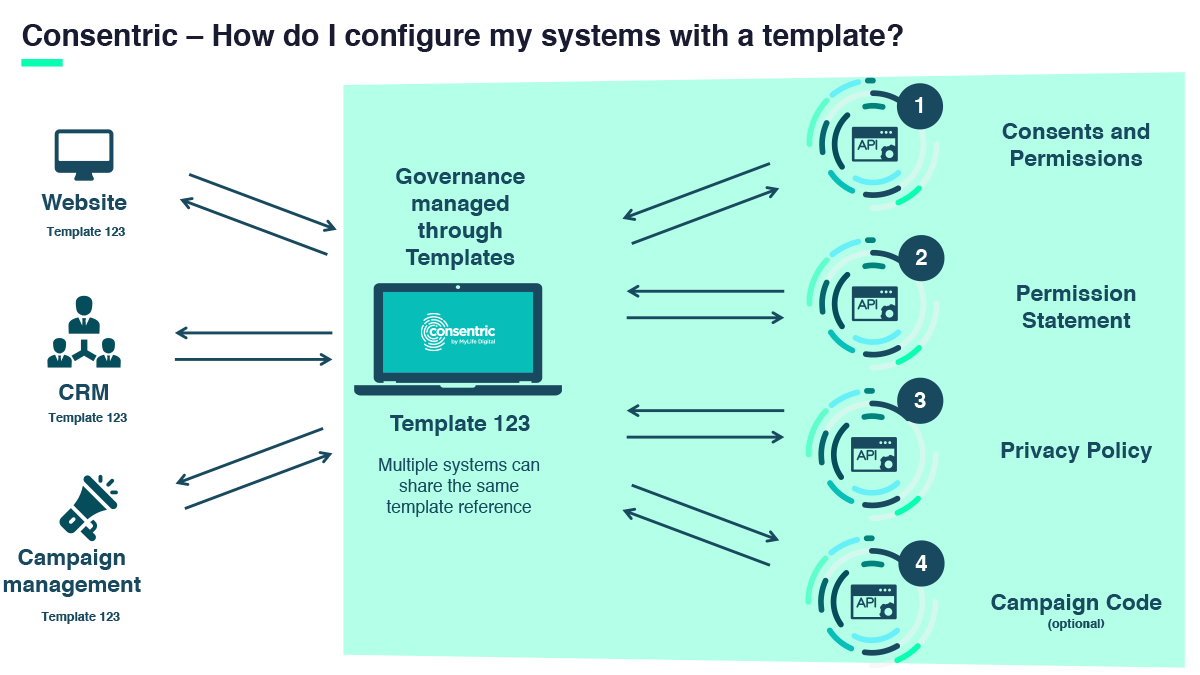 Consentric – How do I configure my systems with a template?
Website
Template 123
CRM
Template 123
Campaign
management
Template 123
Governance
managed
through
Templates
consentric
by MyLife Digital
Template 123
Multiple systems can
share the same
template reference
1
API
Consents and
Permissions
2
API
Permission
Statement
3
API
Privacy Policy
4
API
Campaign Code
(optional)